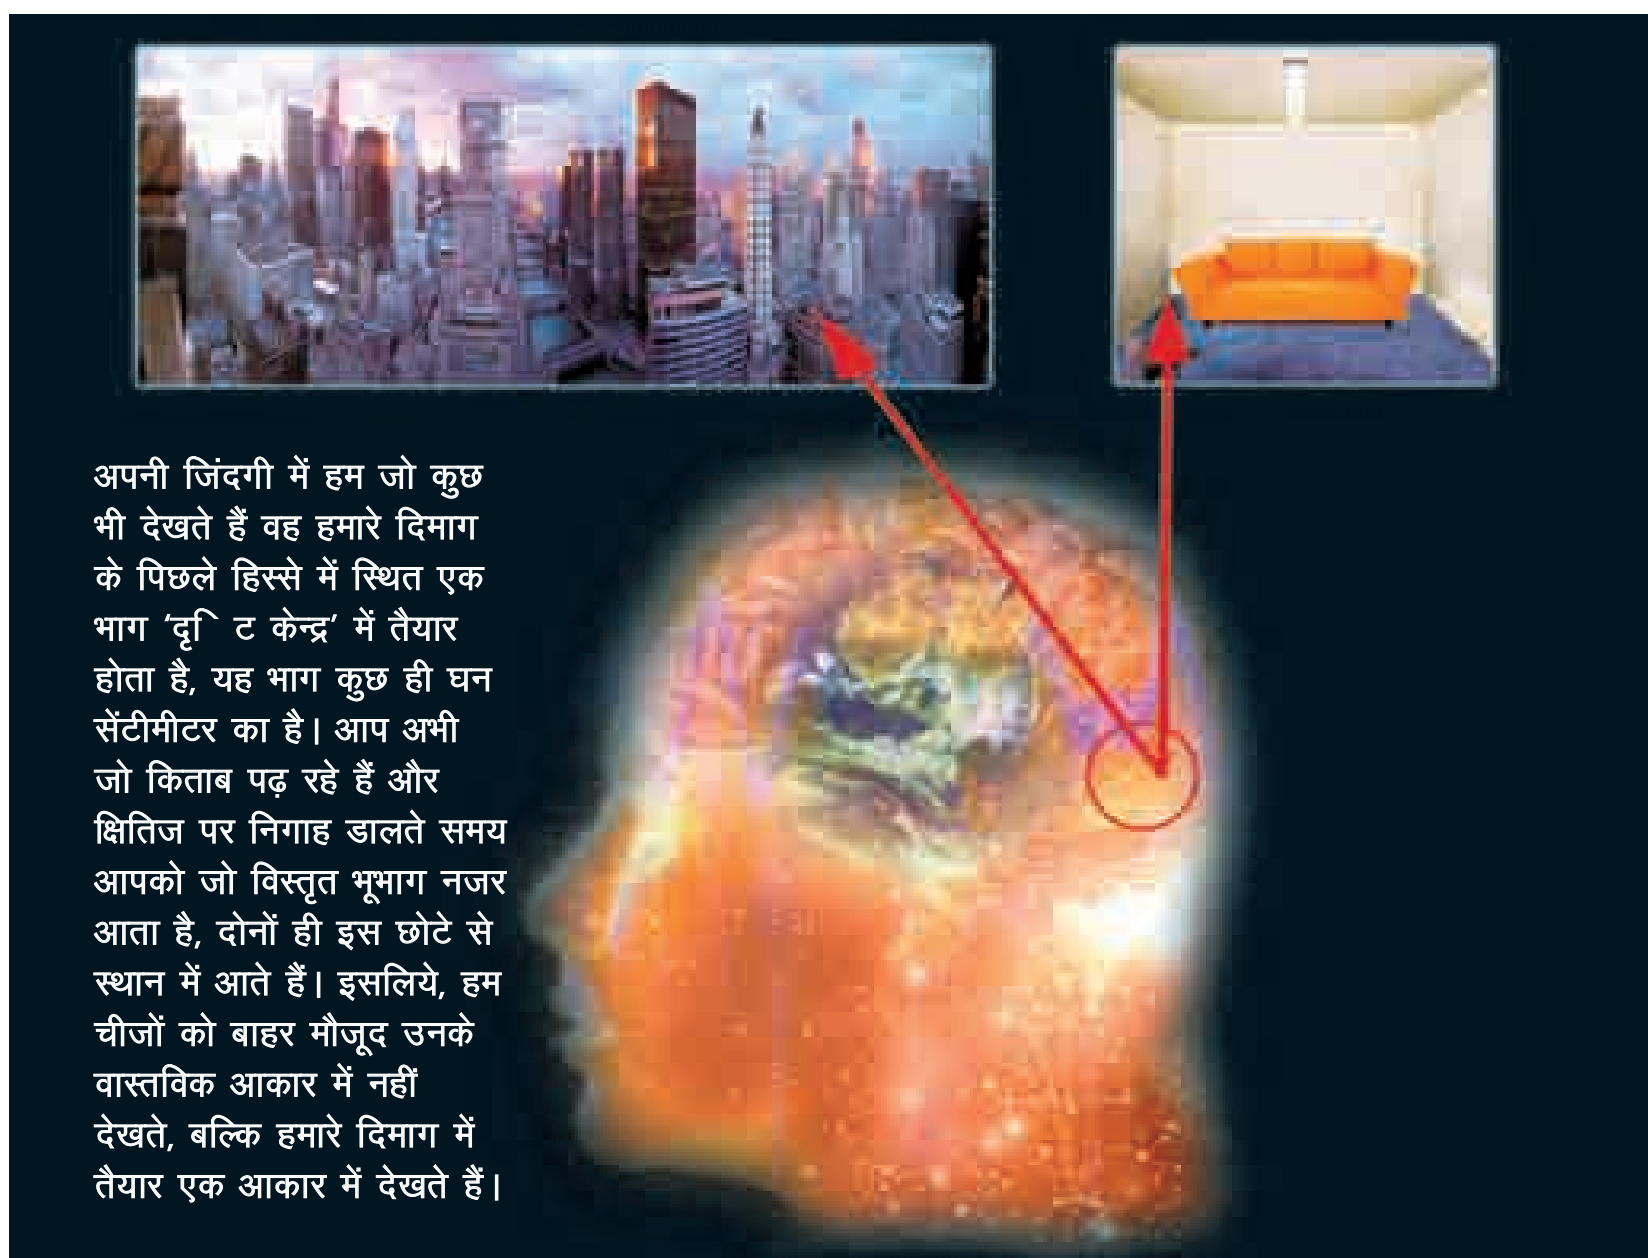 अपनी जिंदगी में हम जो कुछ
भी देखते हैं वह हमारे दिमाग
के पिछले हिस्से में स्थित एक
भाग ‘दृि` ट केन्द्र’ में तैयार
होता है, यह भाग कुछ ही घन
सेंटीमीटर का है। आप अभी
जो किताब पढ़ रहे हैं और
क्षितिज पर निगाह डालते समय
आपको जो विस्तृत भूभाग नजर
आता है, दोनों ही इस छोटे से
स्थान में आते हैं। इसलिये, हम
चीजों को बाहर मौजूद उनके
वास्तविक आकार में नहीं
देखते, बल्कि हमारे दिमाग में
तैयार एक आकार में देखते हैं।